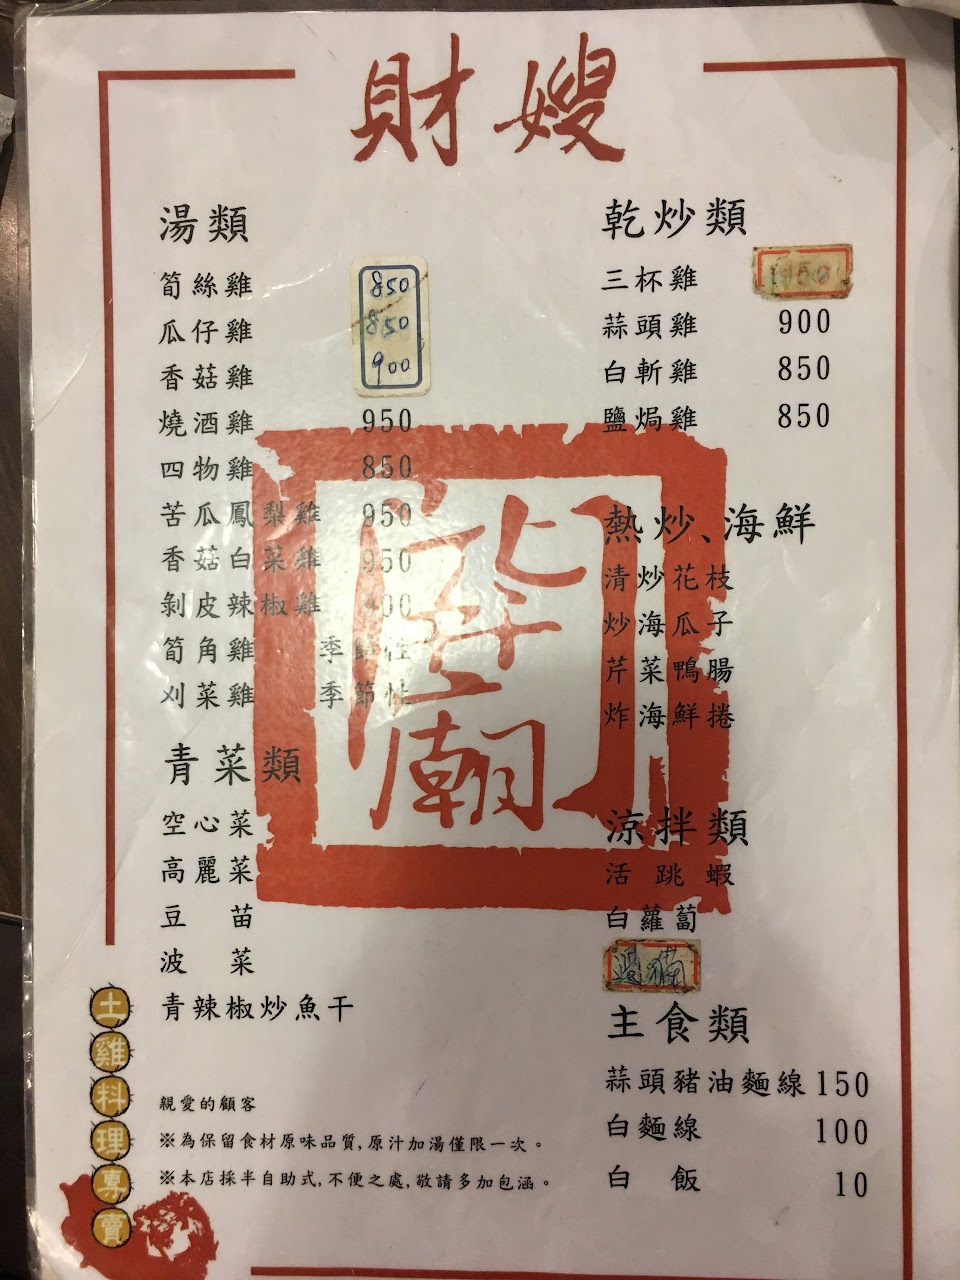 財嫂
湯類
筍絲雞 850
瓜仔雞 850
香菇雞 900
燒酒雞 950
四物雞 850
苦瓜鳳梨雞 950
香菇白菜雞 950
剝皮辣椒雞 900
筍角雞 季節性
刈菜雞 季節性
青菜類
空心菜
高麗菜
豆苗
波菜
青辣椒炒魚干
乾炒類
三杯雞 950
蒜頭雞 900
白斬雞 850
鹽焗雞 850
熱炒、海鮮
清炒花枝
炒海瓜子
芹菜鴨腸
炸海鮮捲
涼拌類
活跳蝦
白蘿蔔
主食類
蒜頭豬油麵線 150
白麵線 100
白飯 10
廟
土雞料理專賣
親愛的顧客
※為保留食材原味品質,原汁加湯僅限一次。
※本店採半自助式,不便之處,敬請多加包涵。